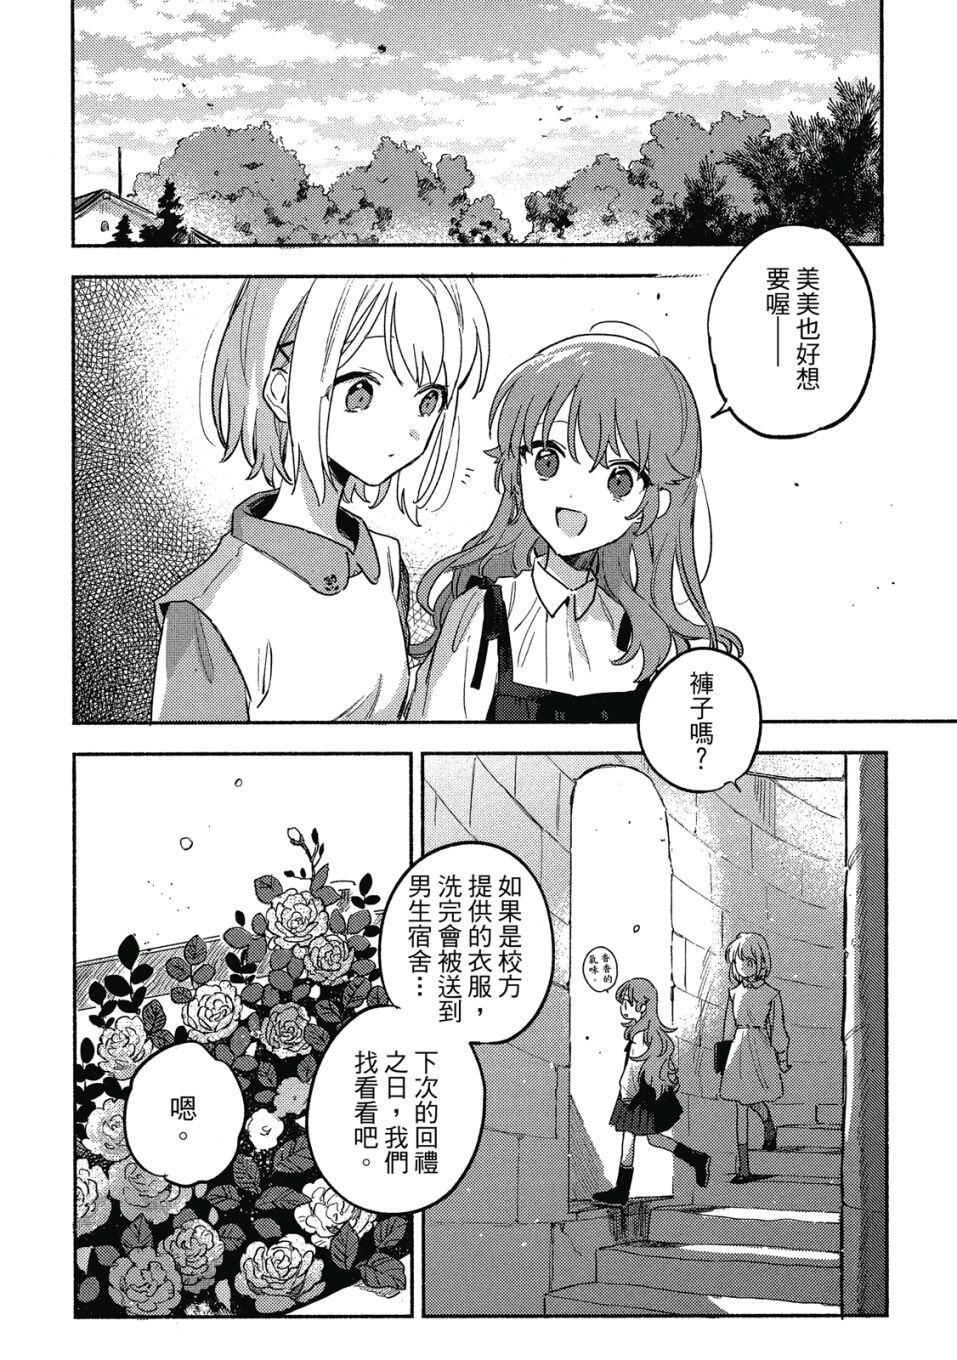 美美也好想
要喔——
褲子嗎？
香香的
氣味。
如果是校方
提供的衣服，
洗完會被送到
男生宿舍…
下次的回禮
之日，我們
找看看吧。
嗯。